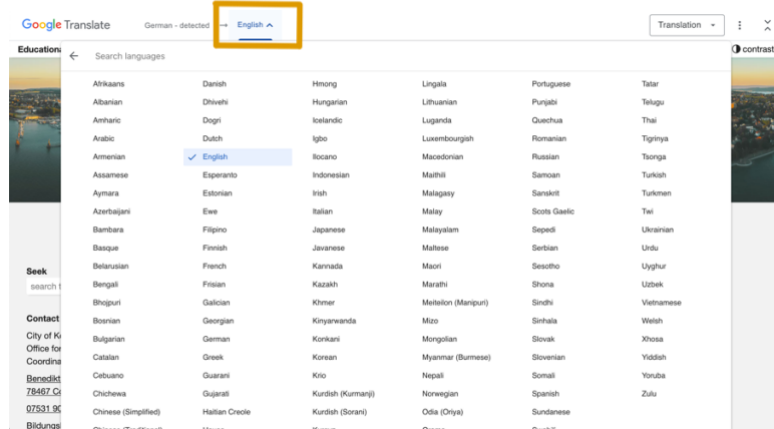 Google Translate
German - detected → English
Translation
Educationa
contrast
← Search languages
Afrikaans Danish Hmong Lingala Portuguese Tatar
Albanian Dhivehi Hungarian Lithuanian Punjabi Telugu
Amharic Dogri Icelandic Luganda Quechua Thai
Arabic Dutch Igbo Luxembourgish Romanian Tigrinya
Armenian ✓ English Ilocano Macedonian Russian Tsonga
Assamese Esperanto Indonesian Maithili Samoan Turkish
Aymara Estonian Irish Malagasy Sanskrit Turkmen
Azerbaijani Ewe Italian Malay Scots Gaelic Twi
Bambara Filipino Japanese Malayalam Sepedi Ukrainian
Basque Finnish Javanese Maltese Serbian Urdu
Belarusian French Kannada Maori Sesotho Uyghur
Bengali Frisian Kazakh Marathi Shona Uzbek
Bhojpuri Galician Khmer Meiteilon (Manipuri) Sindhi Vietnamese
Bosnian Georgian Kinyarwanda Mizo Sinhala Welsh
Bulgarian German Konkani Mongolian Slovak Xhosa
Catalan Greek Korean Myanmar (Burmese) Slovenian Yiddish
Cebuano Guarani Krio Nepali Somali Yoruba
Chichewa Gujarati Kurdish (Kurmanji) Norwegian Spanish Zulu
Chinese (Simplified) Haitian Creole Kurdish (Sorani) Odia (Oriya) Sundanese
Seek
search t
Contact
City of K
Office for
Coordina
Benedikt
78467 Co
07531 90
Bildungs